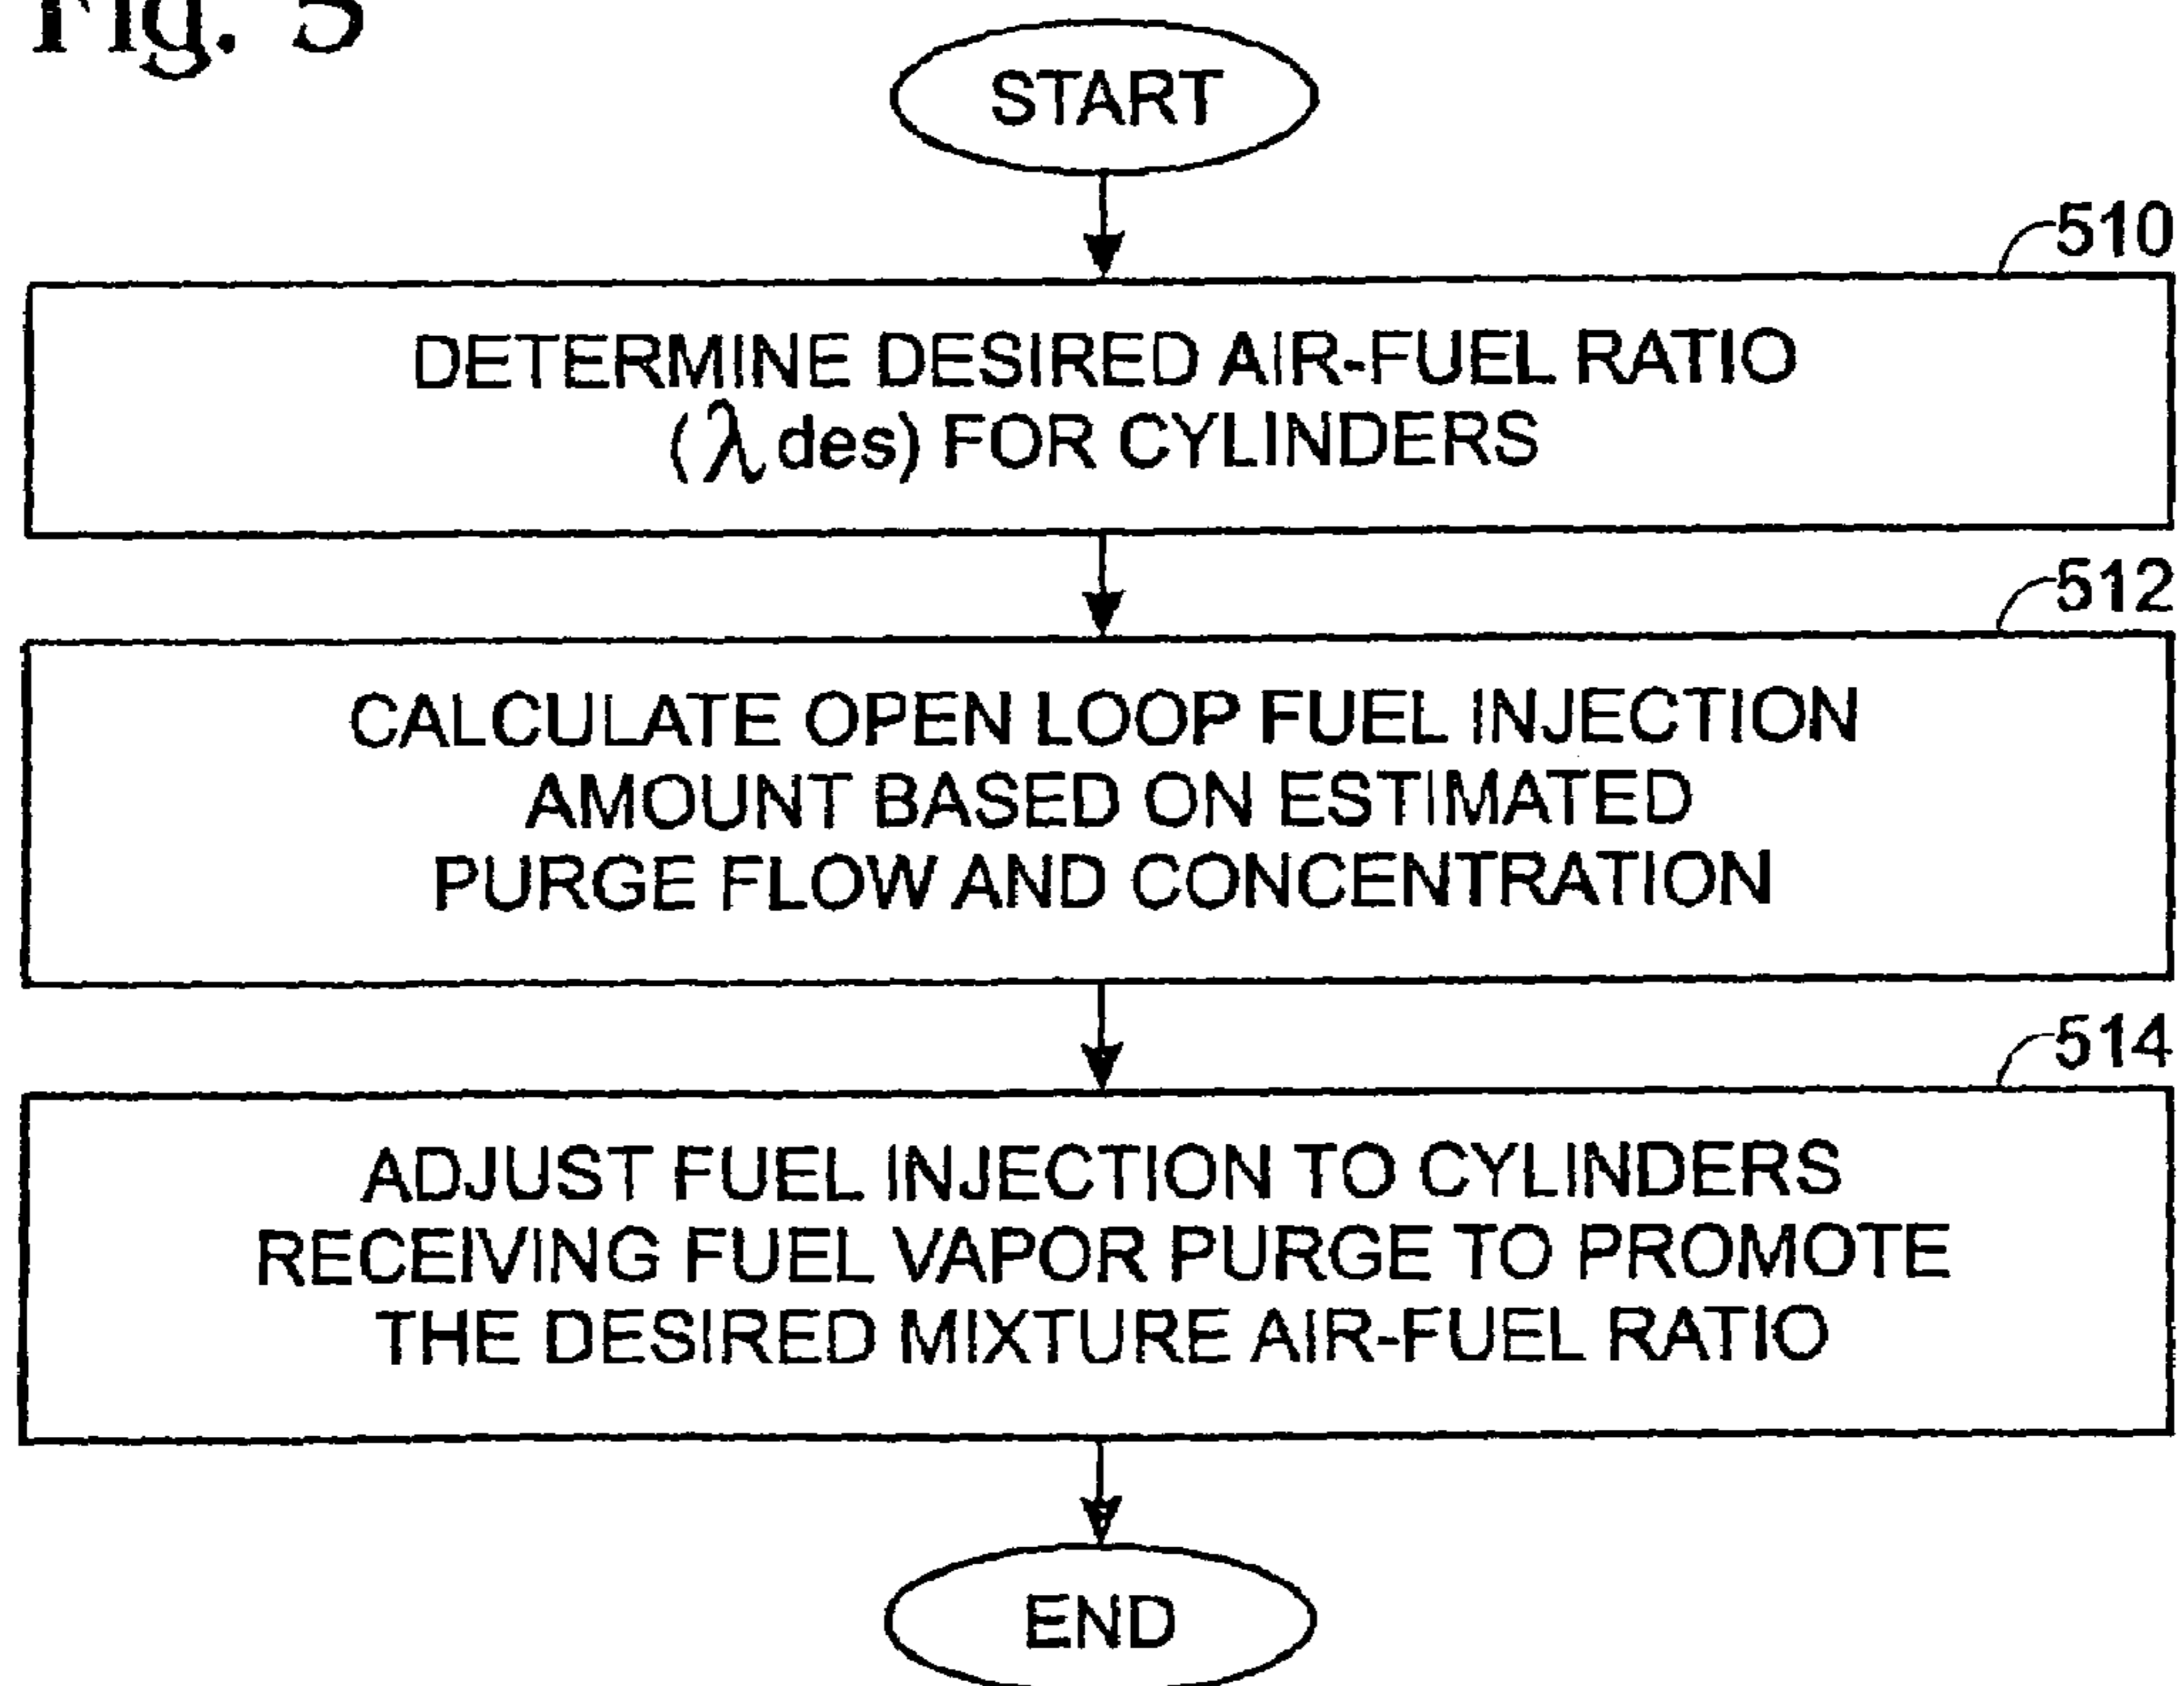 Fig. 5
START
510
DETERMINE DESIRED AIR-FUEL RATIO
(λ des) FOR CYLINDERS
512
CALCULATE OPEN LOOP FUEL INJECTION
AMOUNT BASED ON ESTIMATED
PURGE FLOW AND CONCENTRATION
514
ADJUST FUEL INJECTION TO CYLINDERS
RECEIVING FUEL VAPOR PURGE TO PROMOTE
THE DESIRED MIXTURE AIR-FUEL RATIO
END